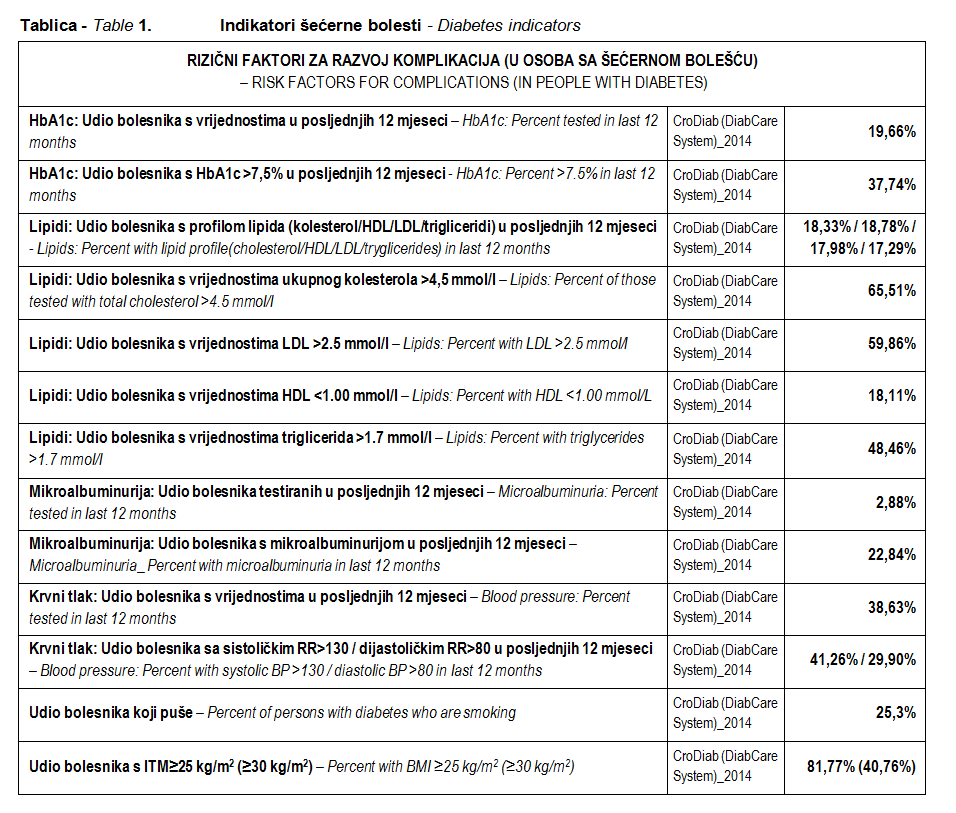 Tablica - Table 1. Indikatori šećerne bolesti - Diabetes indicators
RIZIČNI FAKTORI ZA RAZVOJ KOMPLIKACIJA (U OSOBA SA ŠEĆERNOM BOLEŠĆU)
– RISK FACTORS FOR COMPLICATIONS (IN PEOPLE WITH DIABETES)
HbA1c: Udio bolesnika s vrijednostima u posljednjih 12 mjeseci – HbA1c: Percent tested in last 12
months
CroDiab (DiabCare
System)_2014
19,66%
HbA1c: Udio bolesnika s HbA1c >7,5% u posljednjih 12 mjeseci - HbA1c: Percent >7.5% in last 12
months
CroDiab (DiabCare
System)_2014
37,74%
Lipidi: Udio bolesnika s profilom lipida (kolesterol/HDL/LDL/trigliceridi) u posljednjih 12 mjeseci
- Lipids: Percent with lipid profile(cholesterol/HDL/LDL/tryglicerides) in last 12 months
CroDiab (DiabCare
System)_2014
18,33% / 18,78% /
17,98% / 17,29%
Lipidi: Udio bolesnika s vrijednostima ukupnog kolesterola >4,5 mmol/l – Lipids: Percent of those
tested with total cholesterol >4.5 mmol/l
CroDiab (DiabCare
System)_2014
65,51%
Lipidi: Udio bolesnika s vrijednostima LDL >2.5 mmol/l – Lipids: Percent with LDL >2.5 mmol/l
CroDiab (DiabCare
System)_2014
59,86%
Lipidi: Udio bolesnika s vrijednostima HDL <1.00 mmol/l – Lipids: Percent with HDL <1.00 mmol/L
CroDiab (DiabCare
System)_2014
18,11%
Lipidi: Udio bolesnika s vrijednostima triglicerida >1.7 mmol/l – Lipids: Percent with triglycerides
>1.7 mmol/l
CroDiab (DiabCare
System)_2014
48,46%
Mikroalbuminurija: Udio bolesnika testiranih u posljednjih 12 mjeseci – Microalbuminuria: Percent
tested in last 12 months
CroDiab (DiabCare
System)_2014
2,88%
Mikroalbuminurija: Udio bolesnika s mikroalbuminurijom u posljednjih 12 mjeseci –
Microalbuminuria_ Percent with microalbuminuria in last 12 months
CroDiab (DiabCare
System)_2014
22,84%
Krvni tlak: Udio bolesnika s vrijednostima u posljednjih 12 mjeseci – Blood pressure: Percent
tested in last 12 months
CroDiab (DiabCare
System)_2014
38,63%
Krvni tlak: Udio bolesnika sa sistoličkim RR>130 / dijastoličkim RR>80 u posljednjih 12 mjeseci
– Blood pressure: Percent with systolic BP >130 / diastolic BP >80 in last 12 months
CroDiab (DiabCare
System)_2014
41,26% / 29,90%
Udio bolesnika koji puše – Percent of persons with diabetes who are smoking
CroDiab (DiabCare
System)_2014
25,3%
Udio bolesnika s ITM≥25 kg/m² (≥30 kg/m²) – Percent with BMI ≥25 kg/m² (≥30 kg/m²)
CroDiab (DiabCare
System)_2014
81,77% (40,76%)